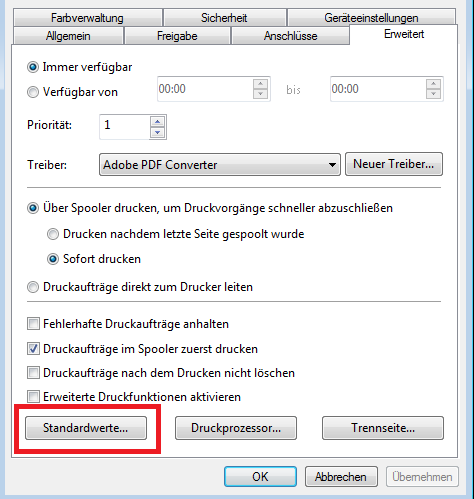 Farbverwaltung Sicherheit Geräteeinstellungen
Allgemein Freigabe Anschlüsse Erweitert
Immer verfügbar
Verfügbar von 00:00 bis 00:00
Priorität: 1
Treiber: Adobe PDF Converter Neuer Treiber...
Über Spooler drucken, um Druckvorgänge schneller abzuschließen
Drucken nachdem letzte Seite gespoolt wurde
Sofort drucken
Druckaufträge direkt zum Drucker leiten
Fehlerhafte Druckaufträge anhalten
Druckaufträge im Spooler zuerst drucken
Druckaufträge nach dem Drucken nicht löschen
Erweiterte Druckfunktionen aktivieren
Standardwerte... Druckprozessor... Trennseite...
OK Abbrechen Übernehmen